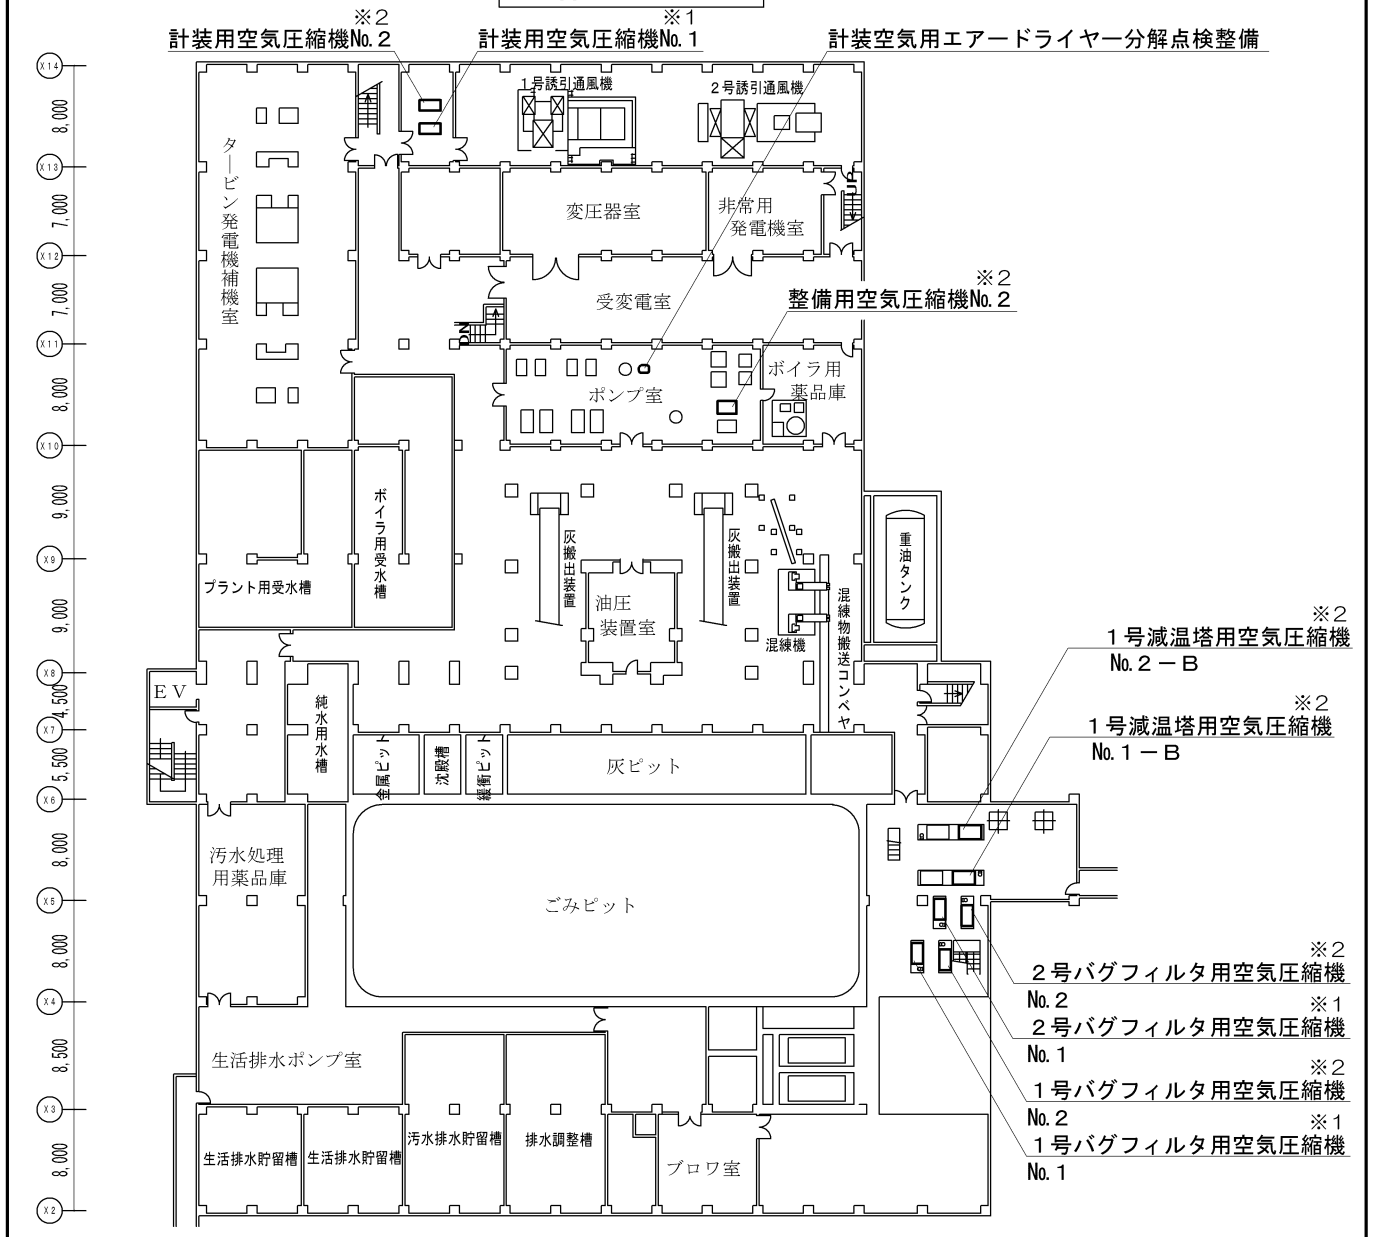 ※2
計装用空気圧縮機No.2
※1
計装用空気圧縮機No.1
計装空気用エアードライヤー分解点検整備
X14
8,000
X13
7,000
X12
7,000
X11
8,000
X10
9,000
X9
9,000
X8
4,500
X7
5,500
X6
8,000
X5
8,000
X4
8,500
X3
8,000
X2
1号誘引通風機
2号誘引通風機
タービン発電機補機室
変圧器室
非常用
発電機室
UP
受変電室
DN
※2
整備用空気圧縮機No.2
ポンプ室
ボイラ用
薬品庫
プラント用受水槽
ボイラ用受水槽
灰搬出装置
灰搬出装置
油圧
装置室
混練機
混練物搬送コンベヤ
重油タンク
※2
1号減温塔用空気圧縮機
No.2－B
※2
1号減温塔用空気圧縮機
No.1－B
EV
純水用水槽
金属ピット
沈殿槽
緩衝ピット
灰ピット
汚水処理
用薬品庫
ごみピット
※2
2号バグフィルタ用空気圧縮機
No.2
※1
2号バグフィルタ用空気圧縮機
No.1
※2
1号バグフィルタ用空気圧縮機
No.2
※1
1号バグフィルタ用空気圧縮機
No.1
生活排水ポンプ室
生活排水貯留槽
生活排水貯留槽
汚水排水貯留槽
排水調整槽
ブロワ室